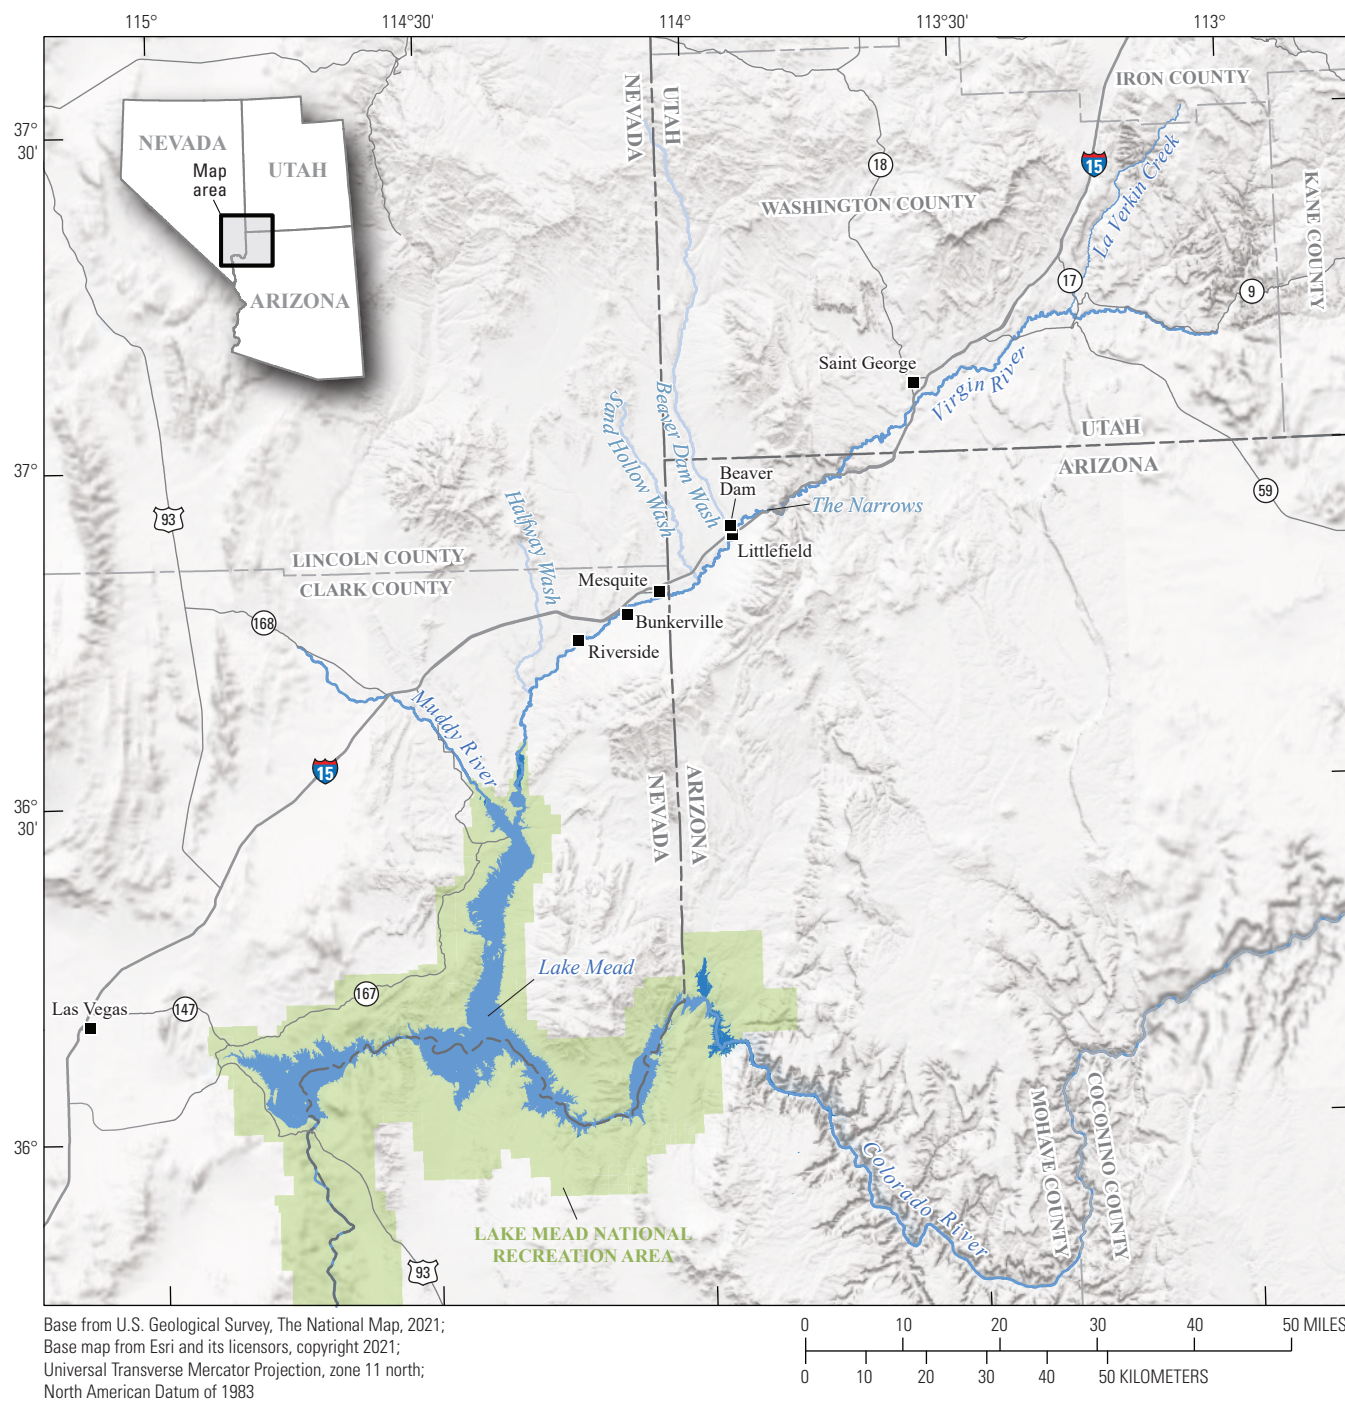 115°
114°30'
114°
113°30'
113°
37°
30'
37°
36°
30'
36°
NEVADA
UTAH
ARIZONA
Map
area
NEVADA
UTAH
IRON COUNTY
15
18
WASHINGTON COUNTY
La Verkin Creek
KANE COUNTY
17
9
Saint George
Virgin River
UTAH
ARIZONA
59
Sand Hollow Wash
Beaver Dam Wash
Beaver
Dam
The Narrows
Littlefield
Halfway Wash
93
LINCOLN COUNTY
CLARK COUNTY
Mesquite
Bunkerville
Riverside
168
Muddy River
15
NEVADA
ARIZONA
Lake Mead
167
147
Las Vegas
MOHAVE COUNTY
COCONINO COUNTY
Colorado River
LAKE MEAD NATIONAL
RECREATION AREA
93
Base from U.S. Geological Survey, The National Map, 2021;
Base map from Esri and its licensors, copyright 2021;
Universal Transverse Mercator Projection, zone 11 north;
North American Datum of 1983
0 10 20 30 40 50 MILES
0 10 20 30 40 50 KILOMETERS